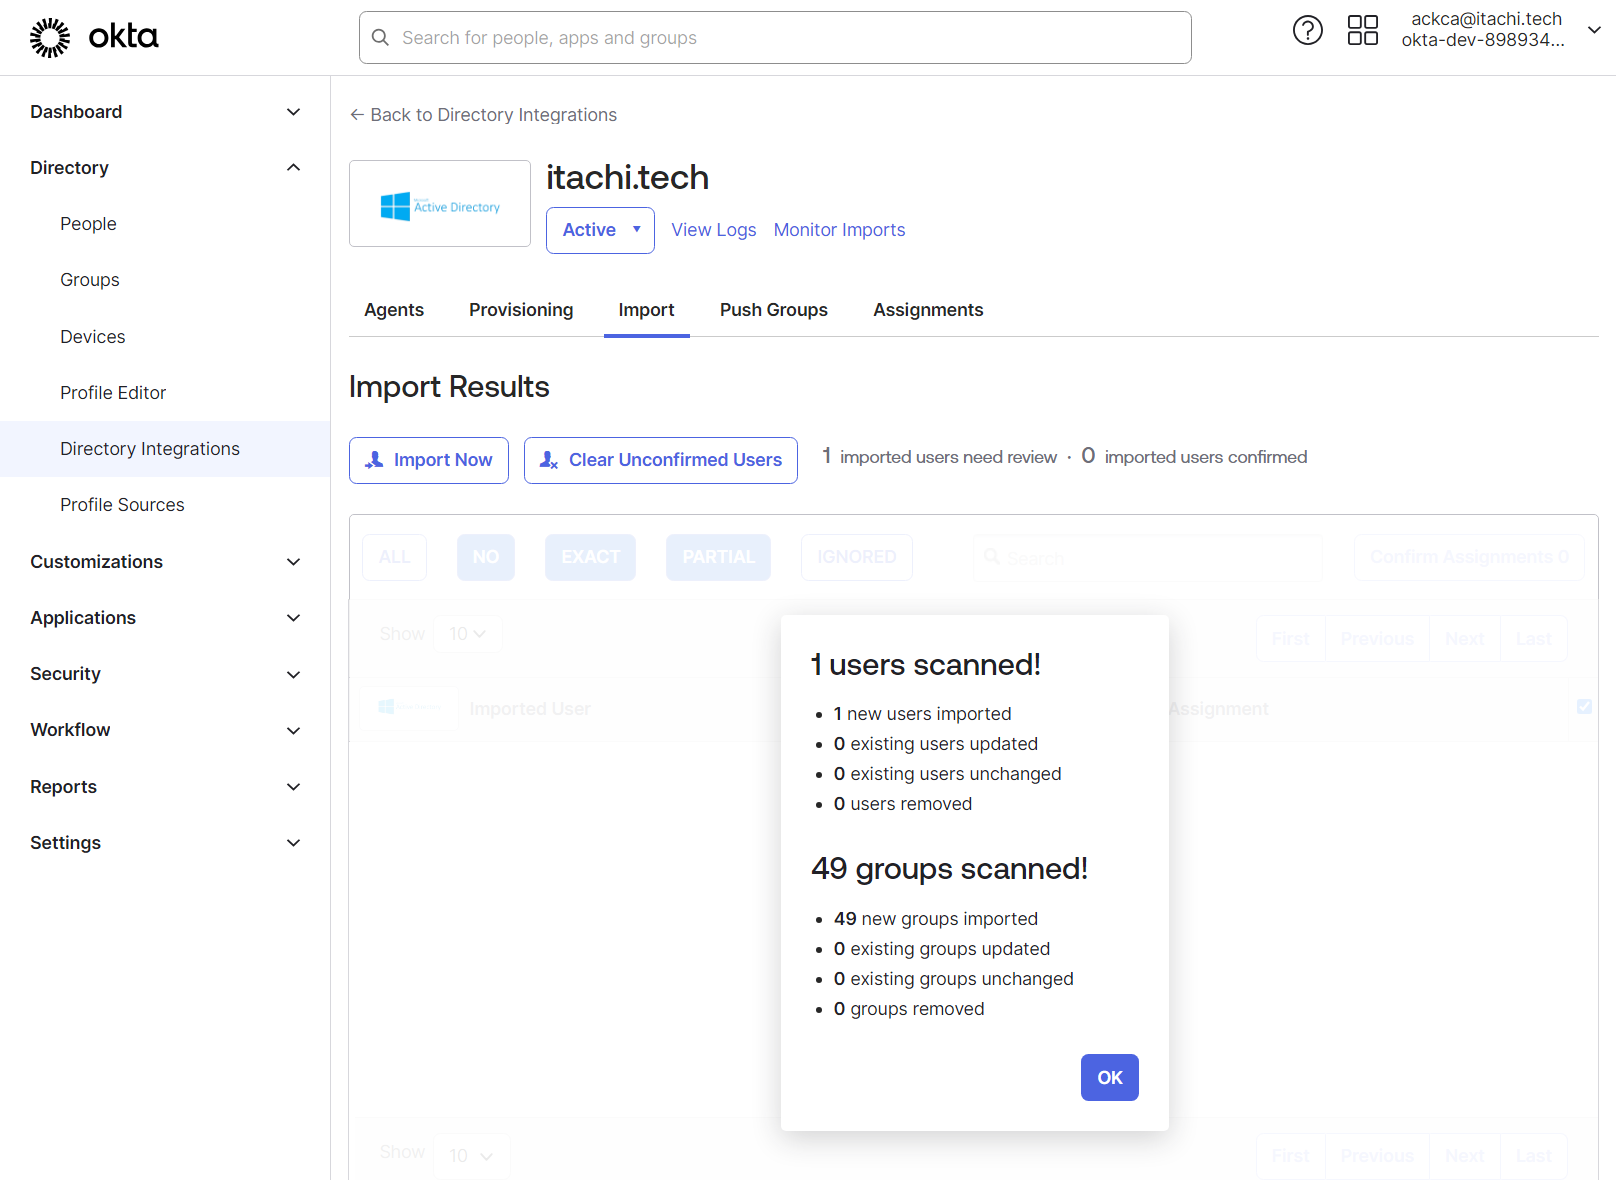 okta
Search for people, apps and groups
ackca@itachi.tech
okta-dev-898934...
Dashboard
Directory
People
Groups
Devices
Profile Editor
Directory Integrations
Profile Sources
Customizations
Applications
Security
Workflow
Reports
Settings
← Back to Directory Integrations
Active Directory
itachi.tech
Active
View Logs
Monitor Imports
Agents
Provisioning
Import
Push Groups
Assignments
Import Results
Import Now
Clear Unconfirmed Users
1 imported users need review · 0 imported users confirmed
ALL
NO
EXACT
PARTIAL
IGNORED
Search
Confirm Assignments 0
Show 10
First Previous Next Last
Imported User
Assignment
1 users scanned!
• 1 new users imported
• 0 existing users updated
• 0 existing users unchanged
• 0 users removed
49 groups scanned!
• 49 new groups imported
• 0 existing groups updated
• 0 existing groups unchanged
• 0 groups removed
OK
Show 10
First Previous Next Last